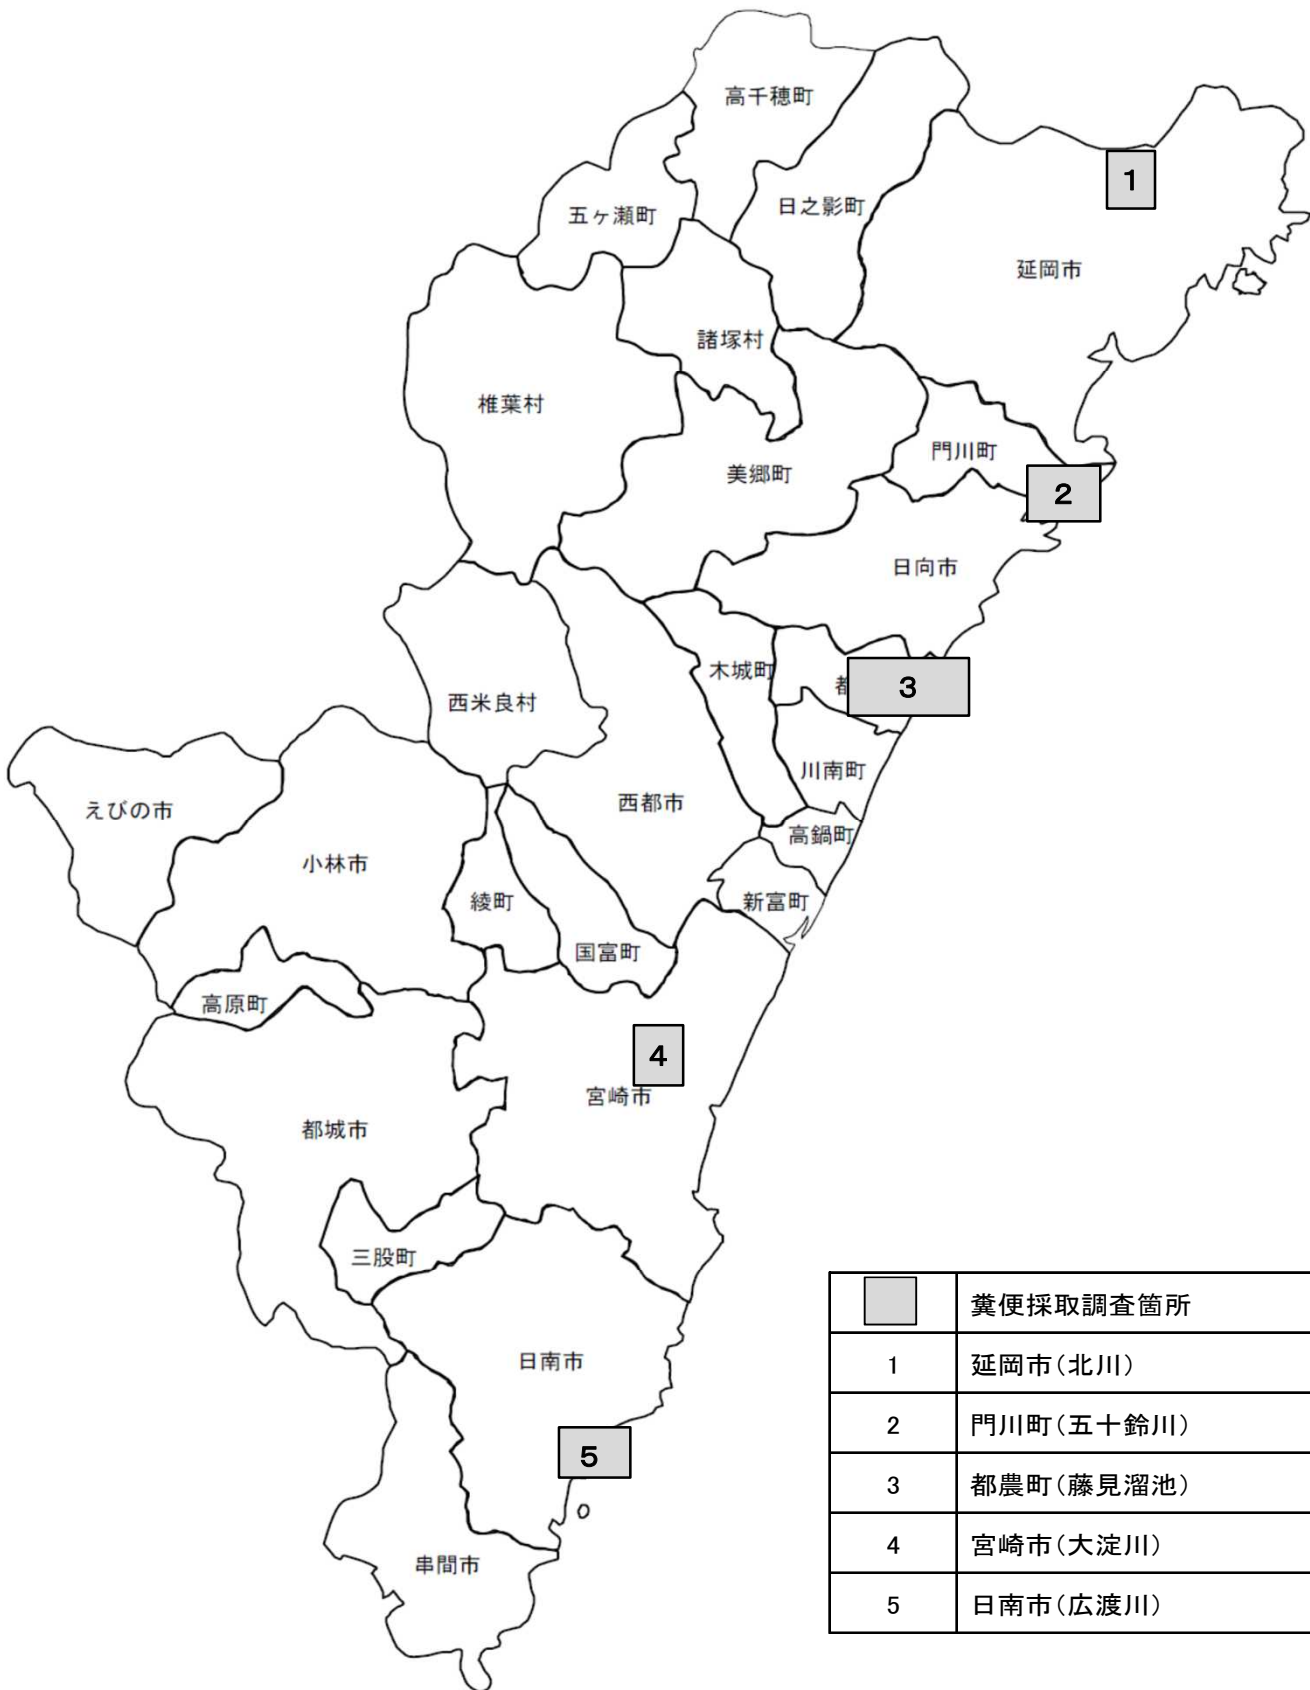 高千穂町
1
五ヶ瀬町
日之影町
延岡市
諸塚村
椎葉村
門川町
美郷町
2
日向市
木城町
都
3
西米良村
川南町
えびの市
西都市
高鍋町
小林市
綾町
新富町
国富町
高原町
4
宮崎市
都城市
三股町
日南市
5
串間市
糞便採取調査箇所
1 延岡市(北川)
2 門川町(五十鈴川)
3 都農町(藤見溜池)
4 宮崎市(大淀川)
5 日南市(広渡川)